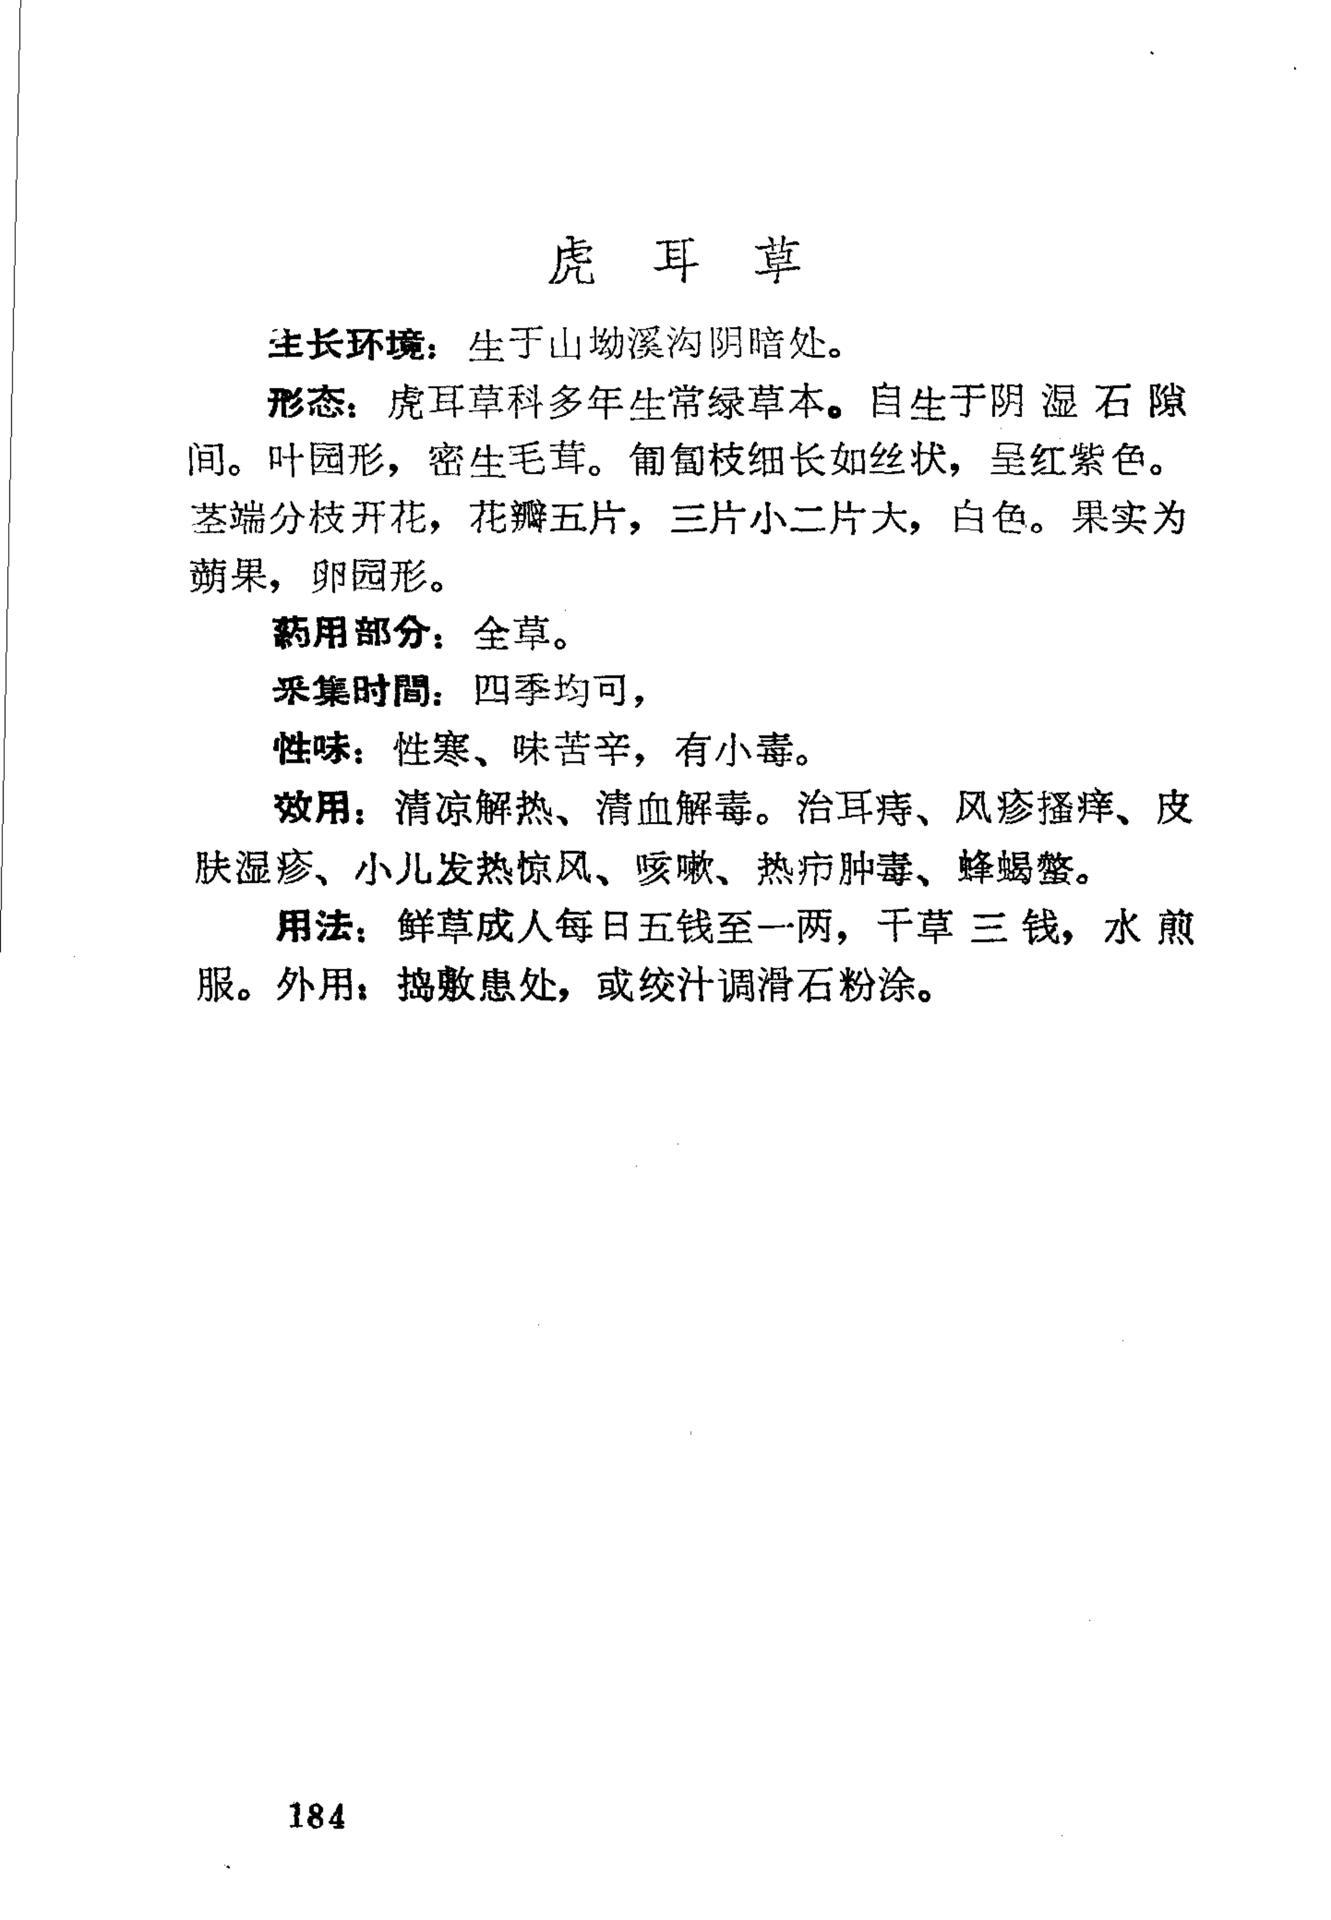 虎耳草
生长环境：生于山坳溪沟阴暗处。
形态：虎耳草科多年生常绿草本。自生于阴湿石隙
间。叶园形，密生毛茸。匍匐枝细长如丝状，呈红紫色。
茎端分枝开花，花瓣五片，三片小二片大，白色。果实为
蒴果，卵园形。
药用部分：全草。
采集时間：四季均可，
性味：性寒、味苦辛，有小毒。
效用：清凉解热、清血解毒。治耳痔、风疹搔痒、皮
肤湿疹、小儿发热惊风、咳嗽、热疖肿毒、蜂蝎螫。
用法：鲜草成人每日五钱至一两，干草三钱，水煎
服。外用：捣敷患处，或绞汁调滑石粉涂。
184